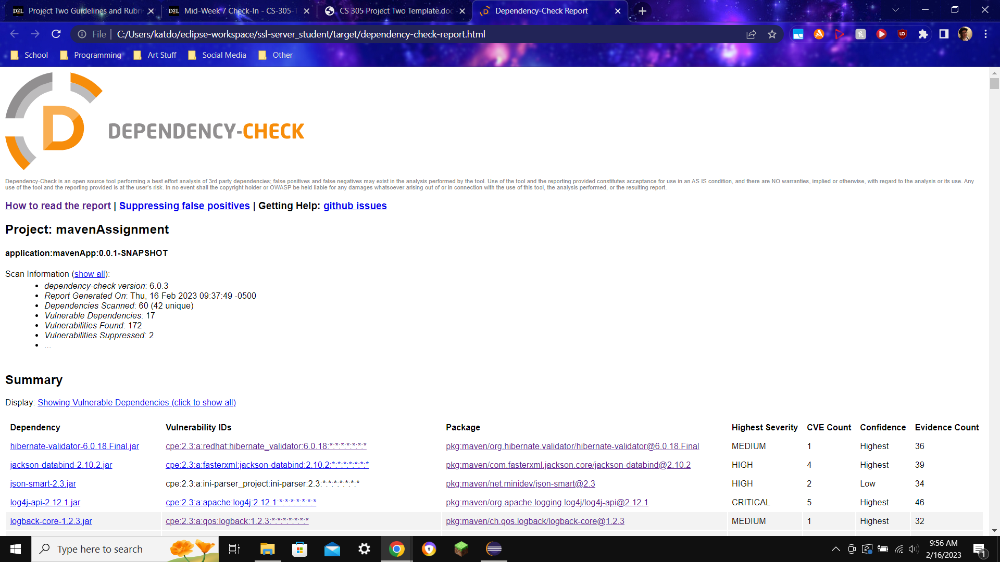 D2L Project Two Guidelines and Rubri
D2L Mid-Week 7 Check-In - CS-305-T
CS 305 Project Two Template.doc
Dependency-Check Report
File | C:/Users/katdo/eclipse-workspace/ssl-server_student/target/dependency-check-report.html
School Programming Art Stuff Social Media Other
D
DEPENDENCY-CHECK
Dependency-Check is an open source tool performing a best effort analysis of 3rd party dependencies; false positives and false negatives may exist in the analysis performed by the tool. Use of the tool and the reporting provided constitutes acceptance for use in an AS IS condition, and there are NO warranties, implied or otherwise, with regard to the analysis or its use. Any
use of the tool and the reporting provided is at the user's risk. In no event shall the copyright holder or OWASP be held liable for any damages whatsoever arising out of or in connection with the use of this tool, the analysis performed, or the resulting report.
How to read the report | Suppressing false positives | Getting Help: github issues
Project: mavenAssignment
application:mavenApp:0.0.1-SNAPSHOT
Scan Information (show all):
• dependency-check version: 6.0.3
• Report Generated On: Thu, 16 Feb 2023 09:37:49 -0500
• Dependencies Scanned: 60 (42 unique)
• Vulnerable Dependencies: 17
• Vulnerabilities Found: 172
• Vulnerabilities Suppressed: 2
• ...
Summary
Display: Showing Vulnerable Dependencies (click to show all)
Dependency Vulnerability IDs Package Highest Severity CVE Count Confidence Evidence Count
hibernate-validator-6.0.18.Final.jar cpe:2.3:a:redhat:hibernate_validator:6.0.18:*:*:*:*:*:*:* pkg:maven/org.hibernate.validator/hibernate-validator@6.0.18.Final MEDIUM 1 Highest 36
jackson-databind-2.10.2.jar cpe:2.3:a:fasterxml:jackson-databind:2.10.2:*:*:*:*:*:*:* pkg:maven/com.fasterxml.jackson.core/jackson-databind@2.10.2 HIGH 4 Highest 39
json-smart-2.3.jar cpe:2.3:a:ini-parser_project:ini-parser:2.3:*:*:*:*:*:*:* pkg:maven/net.minidev/json-smart@2.3 HIGH 2 Low 34
log4j-api-2.12.1.jar cpe:2.3:a:apache:log4j:2.12.1:*:*:*:*:*:*:* pkg:maven/org.apache.logging.log4j/log4j-api@2.12.1 CRITICAL 5 Highest 46
logback-core-1.2.3.jar cpe:2.3:a:qos:logback:1.2.3:*:*:*:*:*:*:* pkg:maven/ch.qos.logback/logback-core@1.2.3 MEDIUM 1 Highest 32
Type here to search
9:56 AM
2/16/2023
1